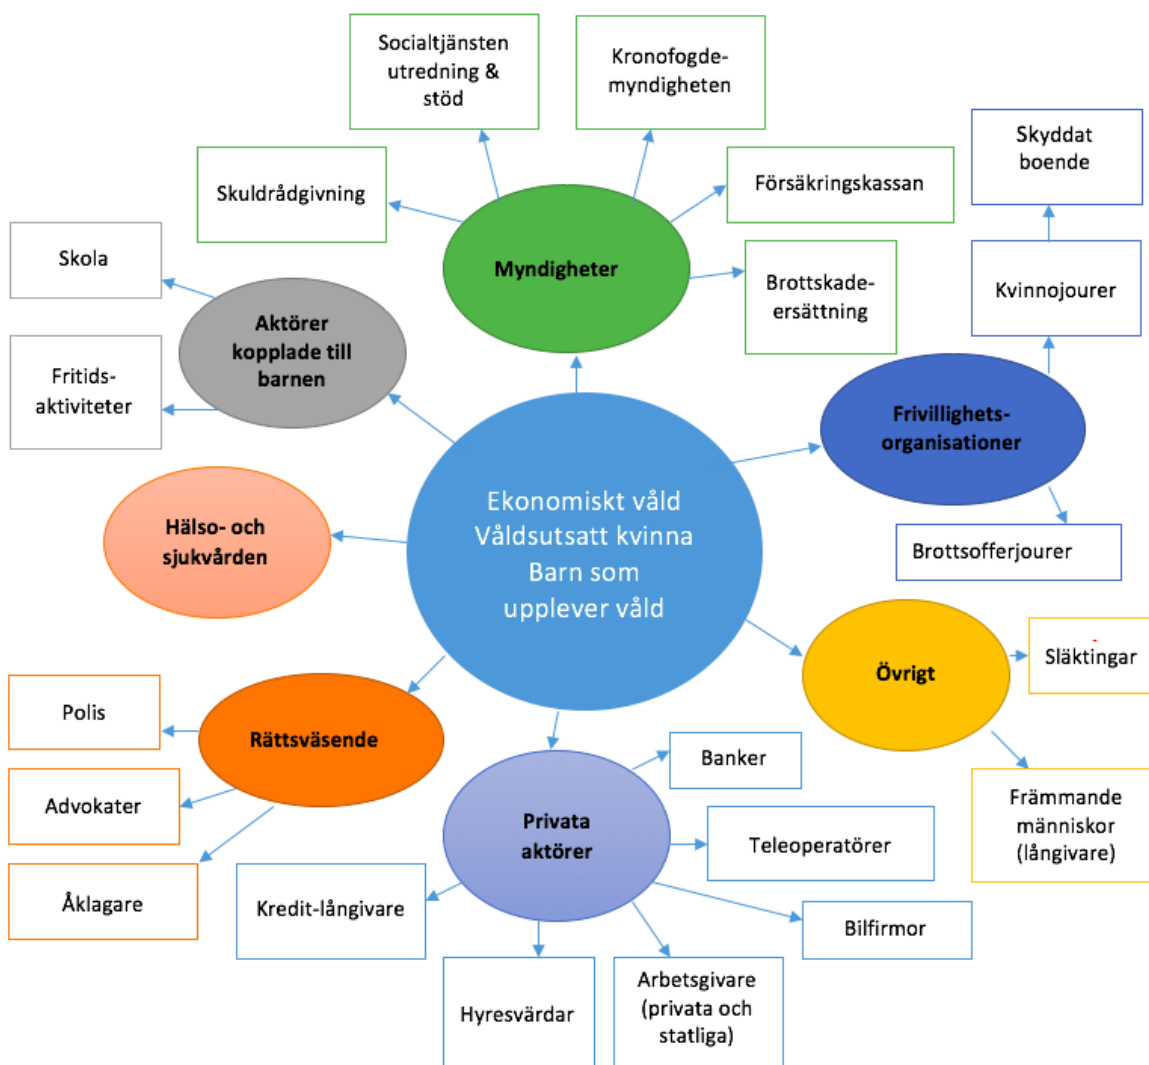 Socialtjänsten
utredning &
stöd
Kronofogde-
myndigheten
Skyddat
boende
Skuldrådgivning
Försäkringskassan
Skola
Myndigheter
Brottskade-
ersättning
Kvinnojourer
Aktörer
kopplade till
barnen
Fritids-
aktiviteter
Frivillighets-
organisationer
Hälso- och
sjukvården
Ekonomiskt våld
Våldsutsatt kvinna
Barn som
upplever våld
Brottsofferjourer
Övrigt
Släktingar
Polis
Rättsväsende
Banker
Advokater
Privata
aktörer
Teleoperatörer
Främmande
människor
(långivare)
Åklagare
Kredit-långivare
Bilfirmor
Hyresvärdar
Arbetsgivare
(privata och
statliga)